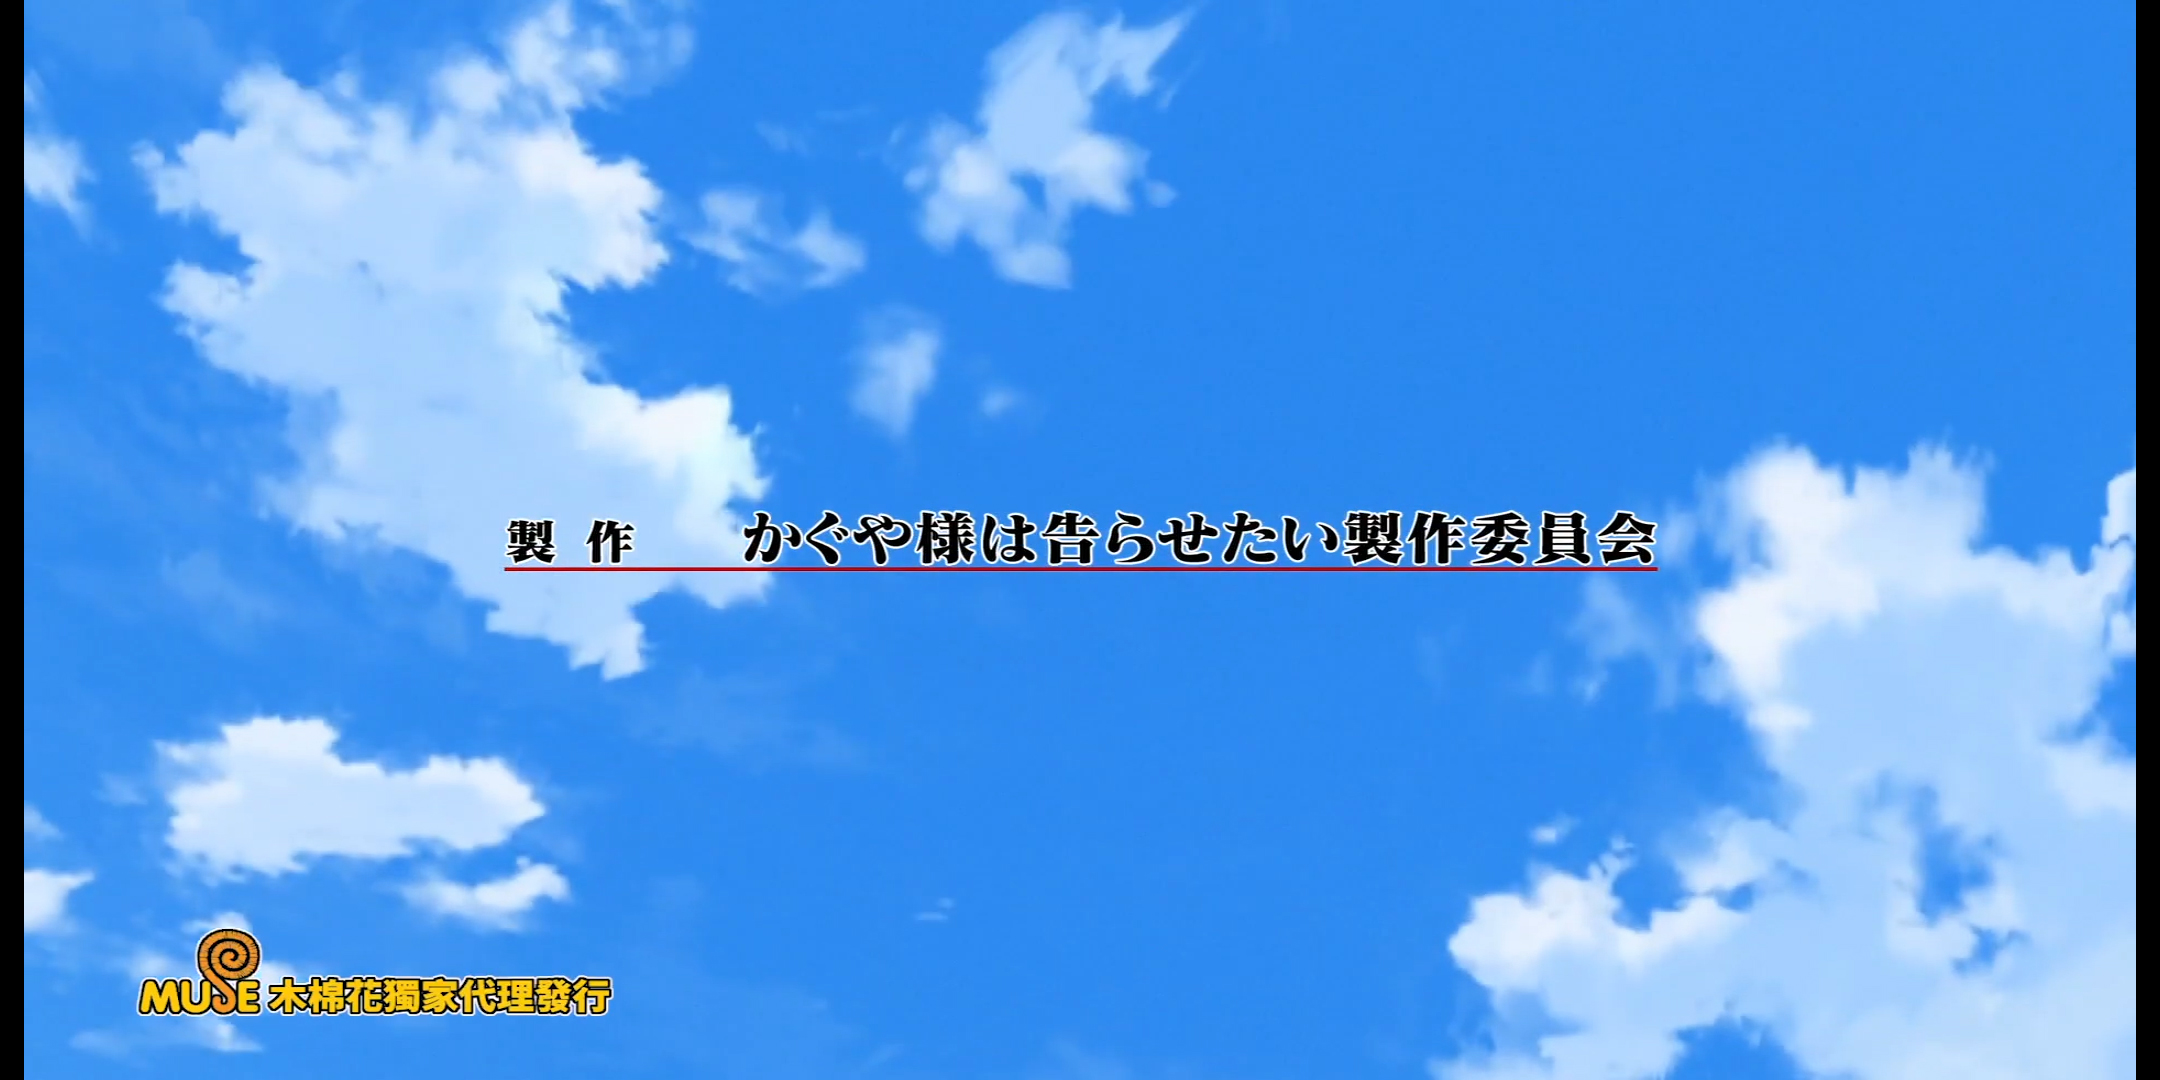 製作 かぐや様は告らせたい製作委員会
MUSE 木棉花獨家代理發行